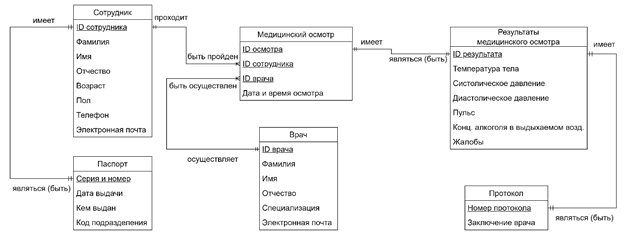 Сотрудник
ID сотрудника
Фамилия
Имя
Отчество
Возраст
Пол
Телефон
Электронная почта
имеет
проходит
Медицинский осмотр
ID осмотра
ID сотрудника
ID врача
Дата и время осмотра
быть пройден
быть осуществлен
имеет
являться (быть)
Результаты
медицинского осмотра
ID результата
Температура тела
Систолическое давление
Диастолическое давление
Пульс
Конц. алкоголя в выдыхаемом возд.
Жалобы
имеет
Паспорт
Серия и номер
Дата выдачи
Кем выдан
Код подразделения
являться (быть)
осуществляет
Врач
ID врача
Фамилия
Имя
Отчество
Специализация
Электронная почта
Протокол
Номер протокола
Заключение врача
являться (быть)